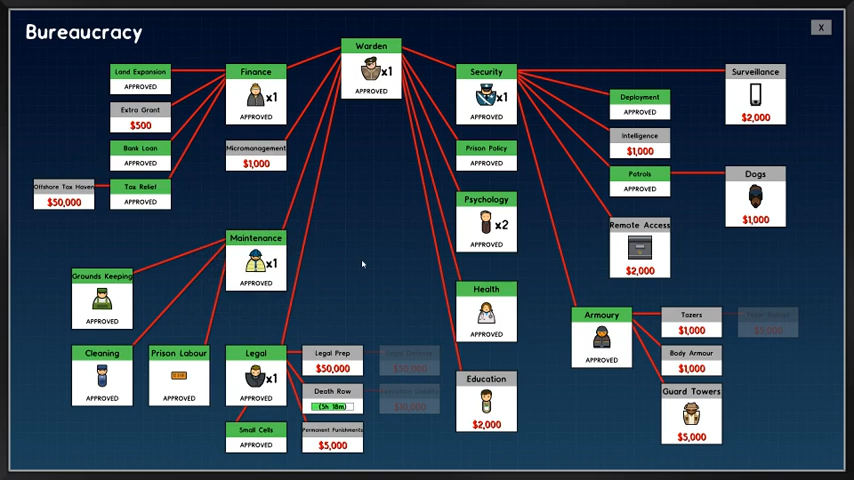 Bureaucracy
X
Warden
x1
APPROVED
Land Expansion
APPROVED
Finance
x1
APPROVED
Security
x1
APPROVED
Surveillance
$2,000
Extra Grant
$500
Deployment
APPROVED
Bank Loan
APPROVED
Micromanagement
$1,000
Prison Policy
APPROVED
Intelligence
$1,000
Offshore Tax Haven
$50,000
Tax Relief
APPROVED
Patrols
APPROVED
Dogs
$1,000
Psychology
x2
APPROVED
Remote Access
$2,000
Maintenance
x1
APPROVED
Grounds Keeping
APPROVED
Health
APPROVED
Armoury
APPROVED
Tazers
$1,000
$5,000
Cleaning
APPROVED
Prison Labour
APPROVED
Legal
x1
APPROVED
Legal Prep
$50,000
Legal Defense
$50,000
Body Armour
$1,000
Education
$2,000
Death Row
(5h 18m)
$10,000
Guard Towers
$5,000
Small Cells
APPROVED
Permanent Punishments
$5,000